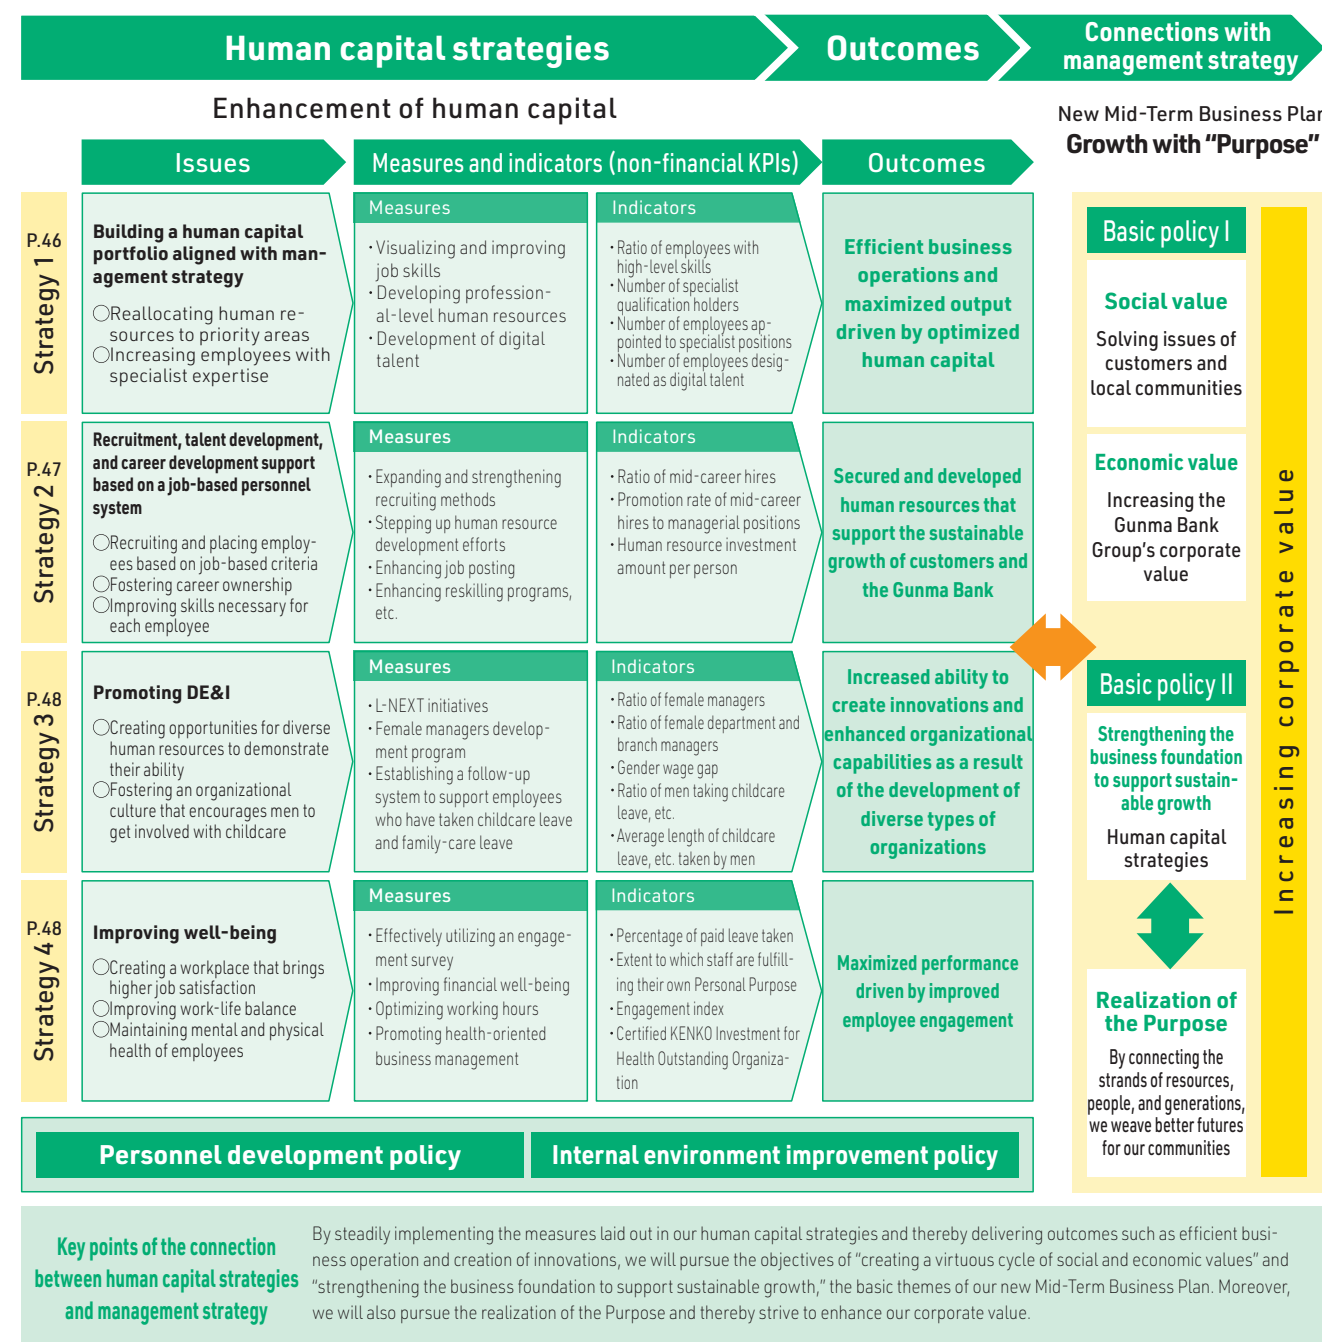 Human capital strategies
Outcomes
Connections with
management strategy
Enhancement of human capital
New Mid-Term Business Plan
Growth with “Purpose”
Issues
Measures and indicators (non-financial KPIs)
Outcomes
P.46
Strategy 1
Building a human capital
portfolio aligned with man-
agement strategy
○Reallocating human re-
sources to priority areas
○Increasing employees with
specialist expertise
Measures
・Visualizing and improving
job skills
・Developing profession-
al-level human resources
・Development of digital
talent
Indicators
・Ratio of employees with
high-level skills
・Number of specialist
qualification holders
・Number of employees ap-
pointed to specialist positions
・Number of employees desig-
nated as digital talent
Efficient business
operations and
maximized output
driven by optimized
human capital
P.47
Strategy 2
Recruitment, talent development,
and career development support
based on a job-based personnel
system
○Recruiting and placing employ-
ees based on job-based criteria
○Fostering career ownership
○Improving skills necessary for
each employee
Measures
・Expanding and strengthening
recruiting methods
・Stepping up human resource
development efforts
・Enhancing job posting
・Enhancing reskilling programs,
etc.
Indicators
・Ratio of mid-career hires
・Promotion rate of mid-career
hires to managerial positions
・Human resource investment
amount per person
Secured and developed
human resources that
support the sustainable
growth of customers and
the Gunma Bank
P.48
Strategy 3
Promoting DE&I
○Creating opportunities for diverse
human resources to demonstrate
their ability
○Fostering an organizational
culture that encourages men to
get involved with childcare
Measures
・L-NEXT initiatives
・Female managers develop-
ment program
・Establishing a follow-up
system to support employees
who have taken childcare leave
and family-care leave
Indicators
・Ratio of female managers
・Ratio of female department and
branch managers
・Gender wage gap
・Ratio of men taking childcare
leave, etc.
・Average length of childcare
leave, etc. taken by men
Increased ability to
create innovations and
enhanced organizational
capabilities as a result
of the development of
diverse types of
organizations
P.48
Strategy 4
Improving well-being
○Creating a workplace that brings
higher job satisfaction
○Improving work-life balance
○Maintaining mental and physical
health of employees
Measures
・Effectively utilizing an engage-
ment survey
・Improving financial well-being
・Optimizing working hours
・Promoting health-oriented
business management
Indicators
・Percentage of paid leave taken
・Extent to which staff are fulfill-
ing their own Personal Purpose
・Engagement index
・Certified KENKO Investment for
Health Outstanding Organiza-
tion
Maximized performance
driven by improved
employee engagement
Basic policy I
Social value
Solving issues of
customers and
local communities
Economic value
Increasing the
Gunma Bank
Group’s corporate
value
Basic policy II
Strengthening the
business foundation
to support sustain-
able growth
Human capital
strategies
Realization of
the Purpose
By connecting the
strands of resources,
people, and generations,
we weave better futures
for our communities
Increasing corporate value
Personnel development policy
Internal environment improvement policy
Key points of the connection
between human capital strategies
and management strategy
By steadily implementing the measures laid out in our human capital strategies and thereby delivering outcomes such as efficient busi-
ness operation and creation of innovations, we will pursue the objectives of “creating a virtuous cycle of social and economic values” and
“strengthening the business foundation to support sustainable growth,” the basic themes of our new Mid-Term Business Plan. Moreover,
we will also pursue the realization of the Purpose and thereby strive to enhance our corporate value.